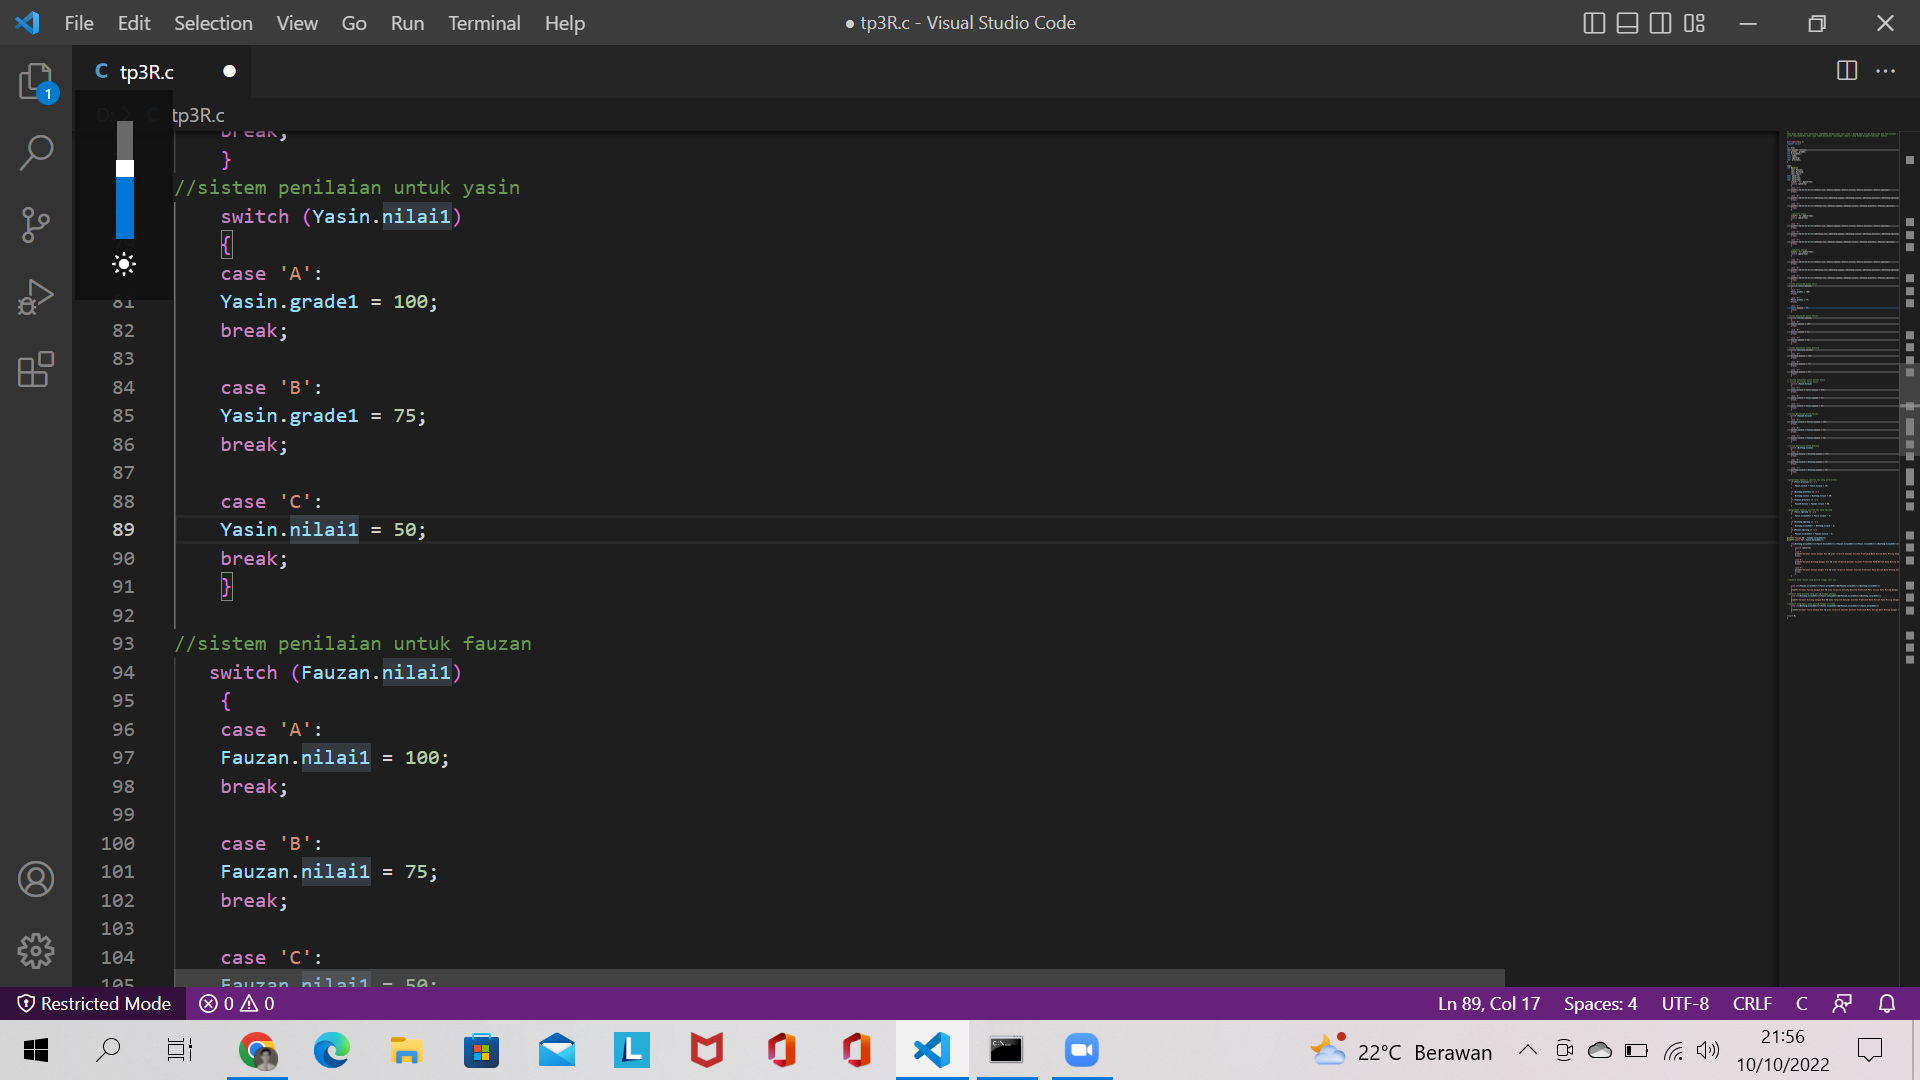 File Edit Selection View Go Run Terminal Help
● tp3R.c - Visual Studio Code
C tp3R.c
tp3R.c
break;
}
//sistem penilaian untuk yasin
switch (Yasin.nilai1)
{
case 'A':
81 Yasin.grade1 = 100;
82 break;
83
84 case 'B':
85 Yasin.grade1 = 75;
86 break;
87
88 case 'C':
89 Yasin.nilai1 = 50;
90 break;
91 }
92
93 //sistem penilaian untuk fauzan
94 switch (Fauzan.nilai1)
95 {
96 case 'A':
97 Fauzan.nilai1 = 100;
98 break;
99
100 case 'B':
101 Fauzan.nilai1 = 75;
102 break;
103
104 case 'C':
105 Fauzan.nilai1 = 50;
1
Restricted Mode 0 0 Ln 89, Col 17 Spaces: 4 UTF-8 CRLF C
22°C Berawan
21:56
10/10/2022